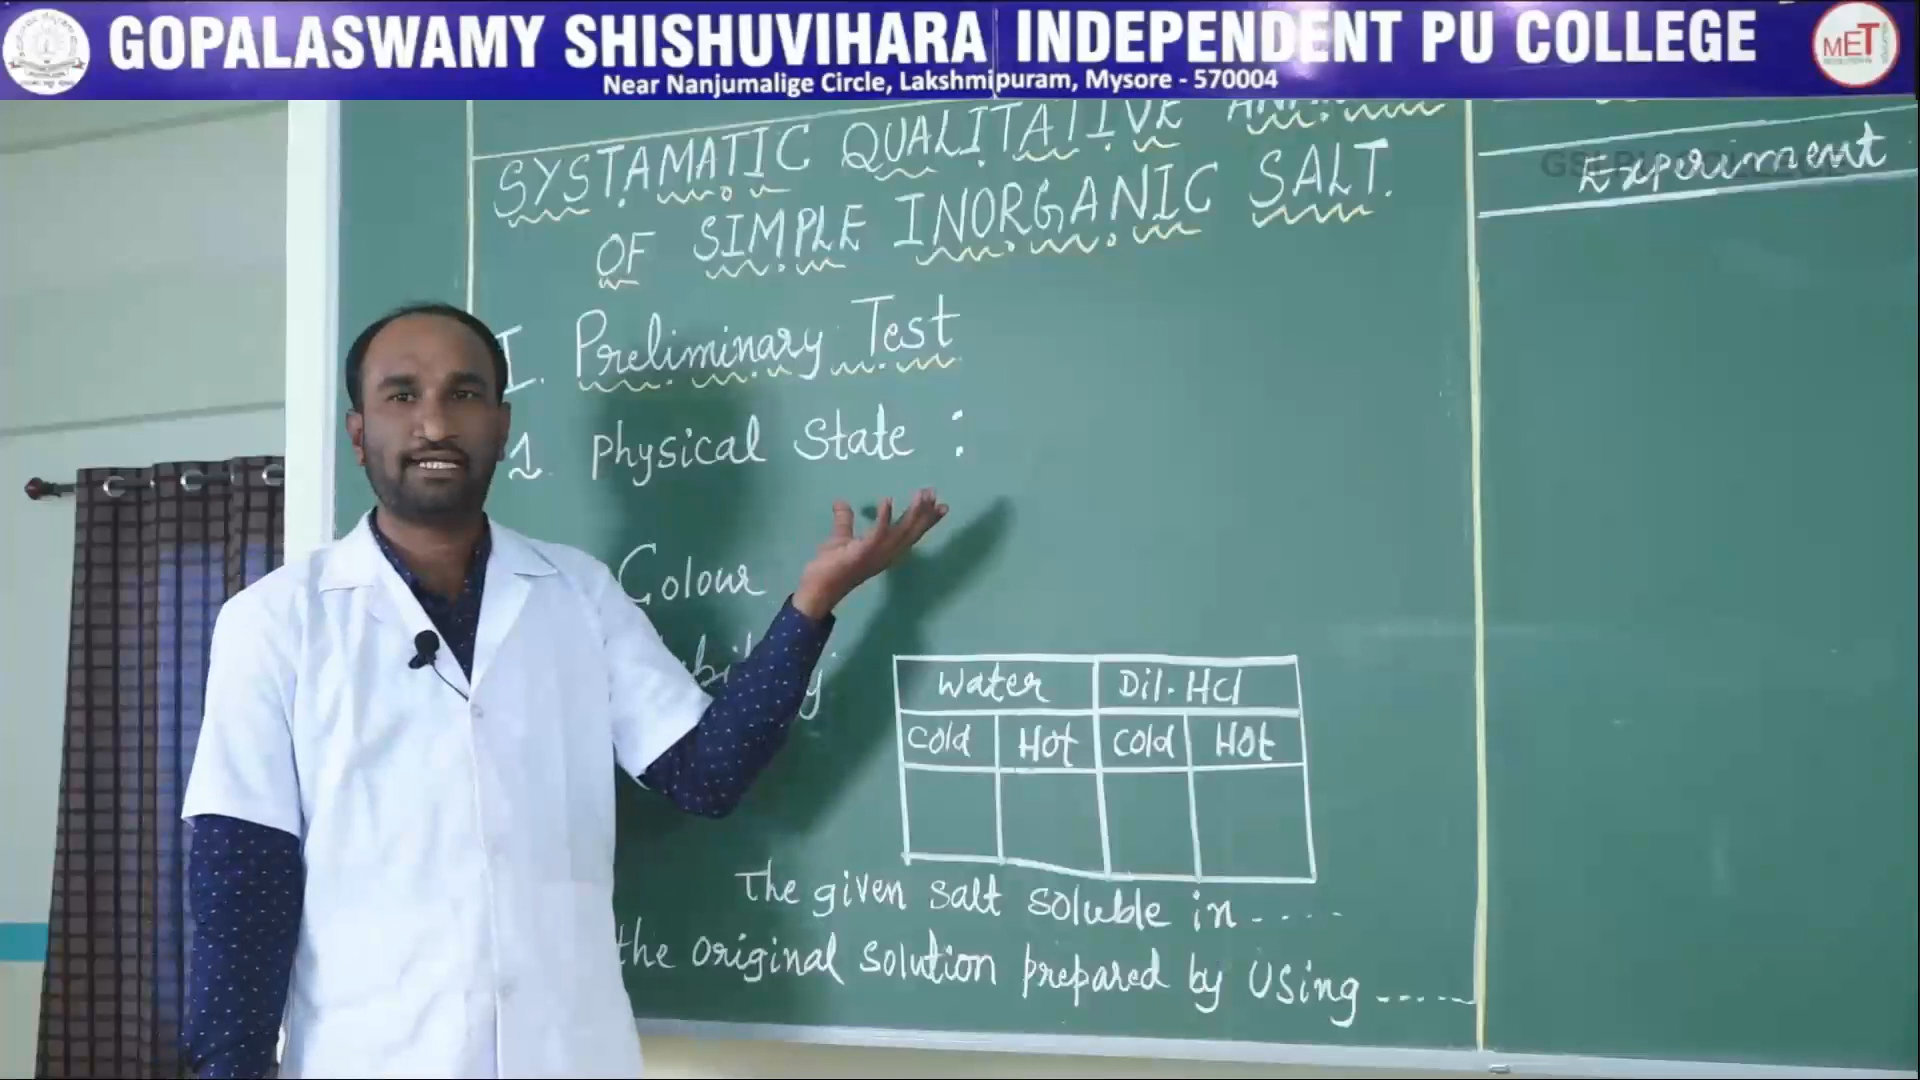 GOPALASWAMY SHISHUVIHARA INDEPENDENT PU COLLEGE
Near Nanjumalige Circle, Lakshmipuram, Mysore - 570004
MET
SYSTAMATIC QUALITATIVE
OF SIMPLE INORGANIC SALT.
I. Preliminary Test
1. Physical State :
Colour
Water Dil. HCl
Cold Hot Cold Hot
The given salt soluble in - - - - -
the original solution prepared by Using - - - - -
Experiment